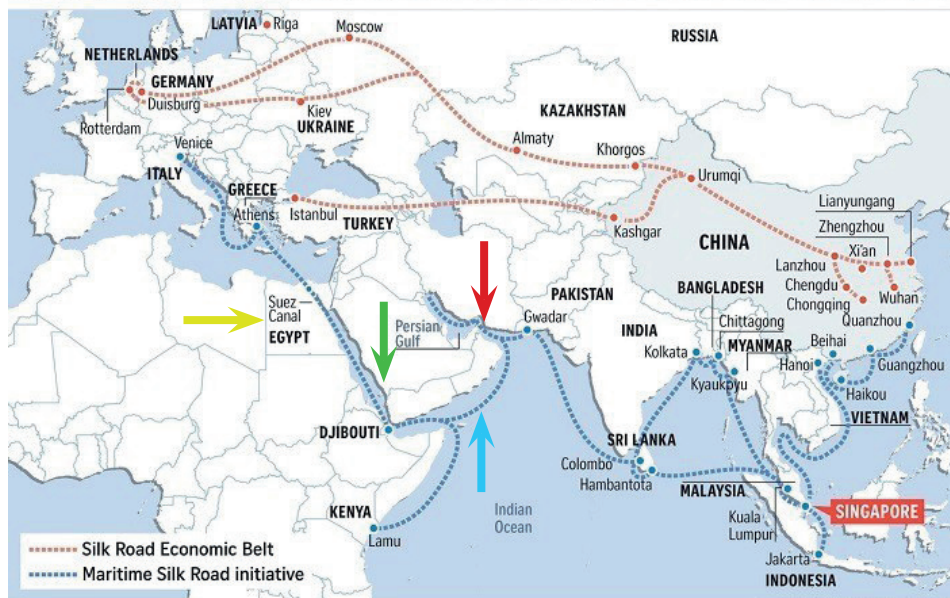 LATVIA
Riga
Moscow
RUSSIA
NETHERLANDS
GERMANY
Duisburg
Rotterdam
Kiev
UKRAINE
KAZAKHSTAN
Almaty
Khorgos
Urumqi
Venice
ITALY
GREECE
Athens
Istanbul
TURKEY
Kashgar
CHINA
Lianyungang
Zhengzhou
Xi'an
Lanzhou
Chengdu
Chongqing
Wuhan
Quanzhou
Suez
Canal
EGYPT
Persian
Gulf
PAKISTAN
Gwadar
BANGLADESH
INDIA
Chittagong
Kolkata
MYANMAR
Kyaukpyu
Beihai
Hanoi
Guangzhou
Haikou
VIETNAM
DJIBOUTI
SRI LANKA
Colombo
Hambantota
MALAYSIA
Kuala
Lumpur
SINGAPORE
KENYA
Lamu
Indian
Ocean
Jakarta
INDONESIA
Silk Road Economic Belt
Maritime Silk Road initiative